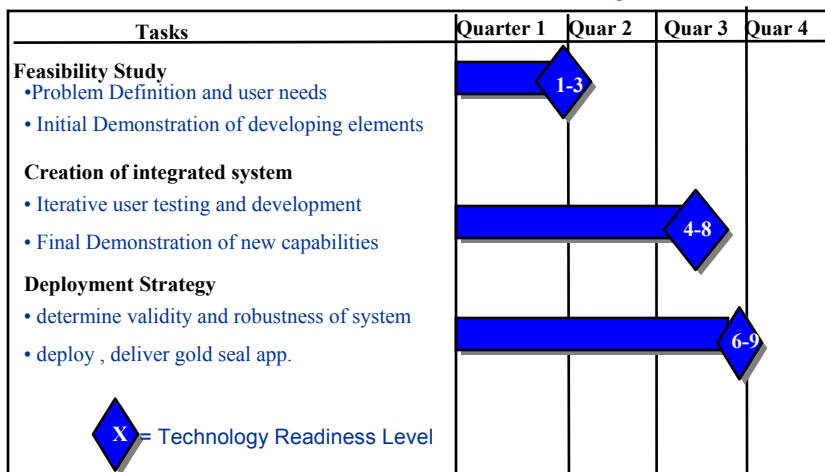 Tasks Quarter 1 Quar 2 Quar 3 Quar 4
Feasibility Study
•Problem Definition and user needs
1-3
• Initial Demonstration of developing elements
Creation of integrated system
• Iterative user testing and development
4-8
• Final Demonstration of new capabilities
Deployment Strategy
• determine validity and robustness of system
6-9
• deploy , deliver gold seal app.
X = Technology Readiness Level